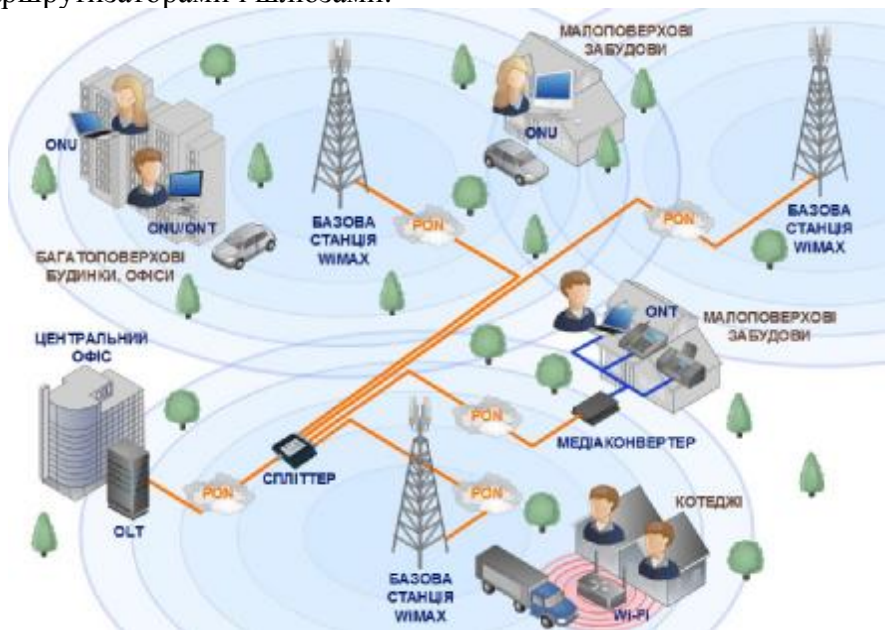 МАЛОПОВЕРХОВІ
ЗАБУДОВИ
ONU
ONU
ONU/ONT
БАГАТОПОВЕРХОВІ
БУДИНКИ, ОФІСИ
БАЗОВА
СТАНЦІЯ
WiMAX
PON
PON
БАЗОВА
СТАНЦІЯ
WiMAX
ЦЕНТРАЛЬНИЙ
ОФІС
ONT
МАЛОПОВЕРХОВІ
ЗАБУДОВИ
PON
МЕДІАКОНВЕРТЕР
СПЛІТТЕР
PON
PON
OLT
КОТЕДЖІ
БАЗОВА
СТАНЦІЯ
WiMAX
Wi-Fi